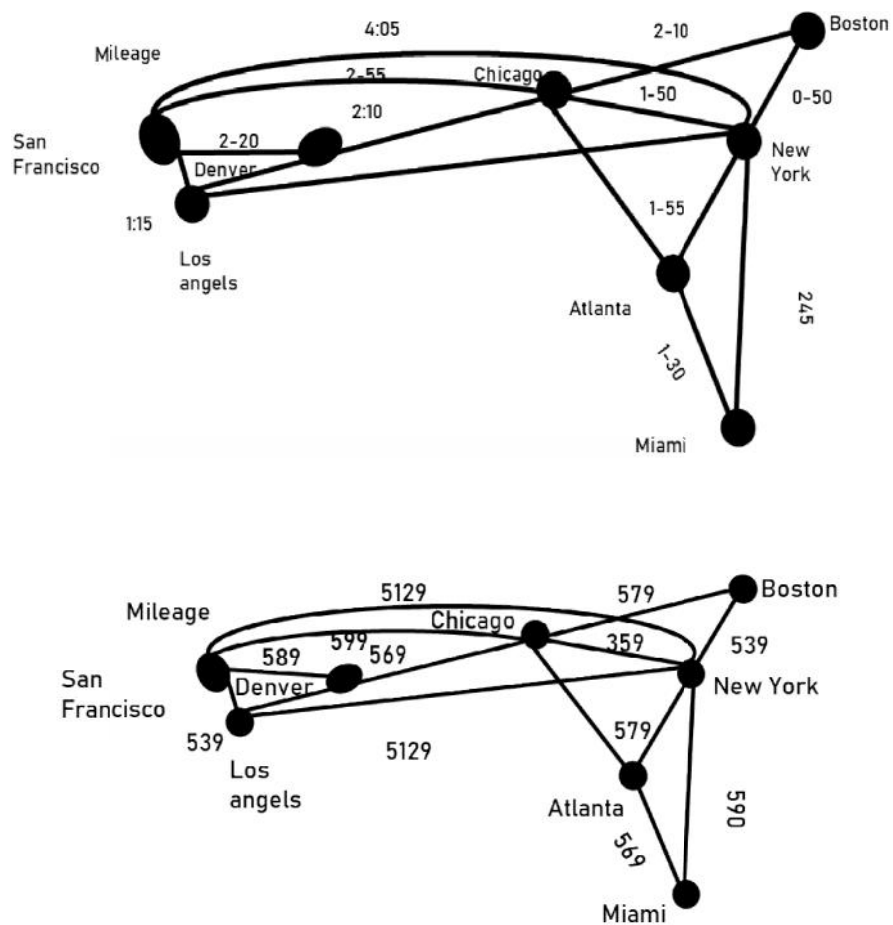 4:05
2-10
Boston
Mileage
2-55
Chicago
2:10
1-50
0-50
San
Francisco
2-20
Denver
New
York
1:15
1-55
Los
angels
Atlanta
245
1-30
Miami
5129
579
Boston
Mileage
Chicago
599
359
539
589
569
San
Francisco
Denver
New York
539
579
5129
Los
angels
Atlanta
590
569
Miami